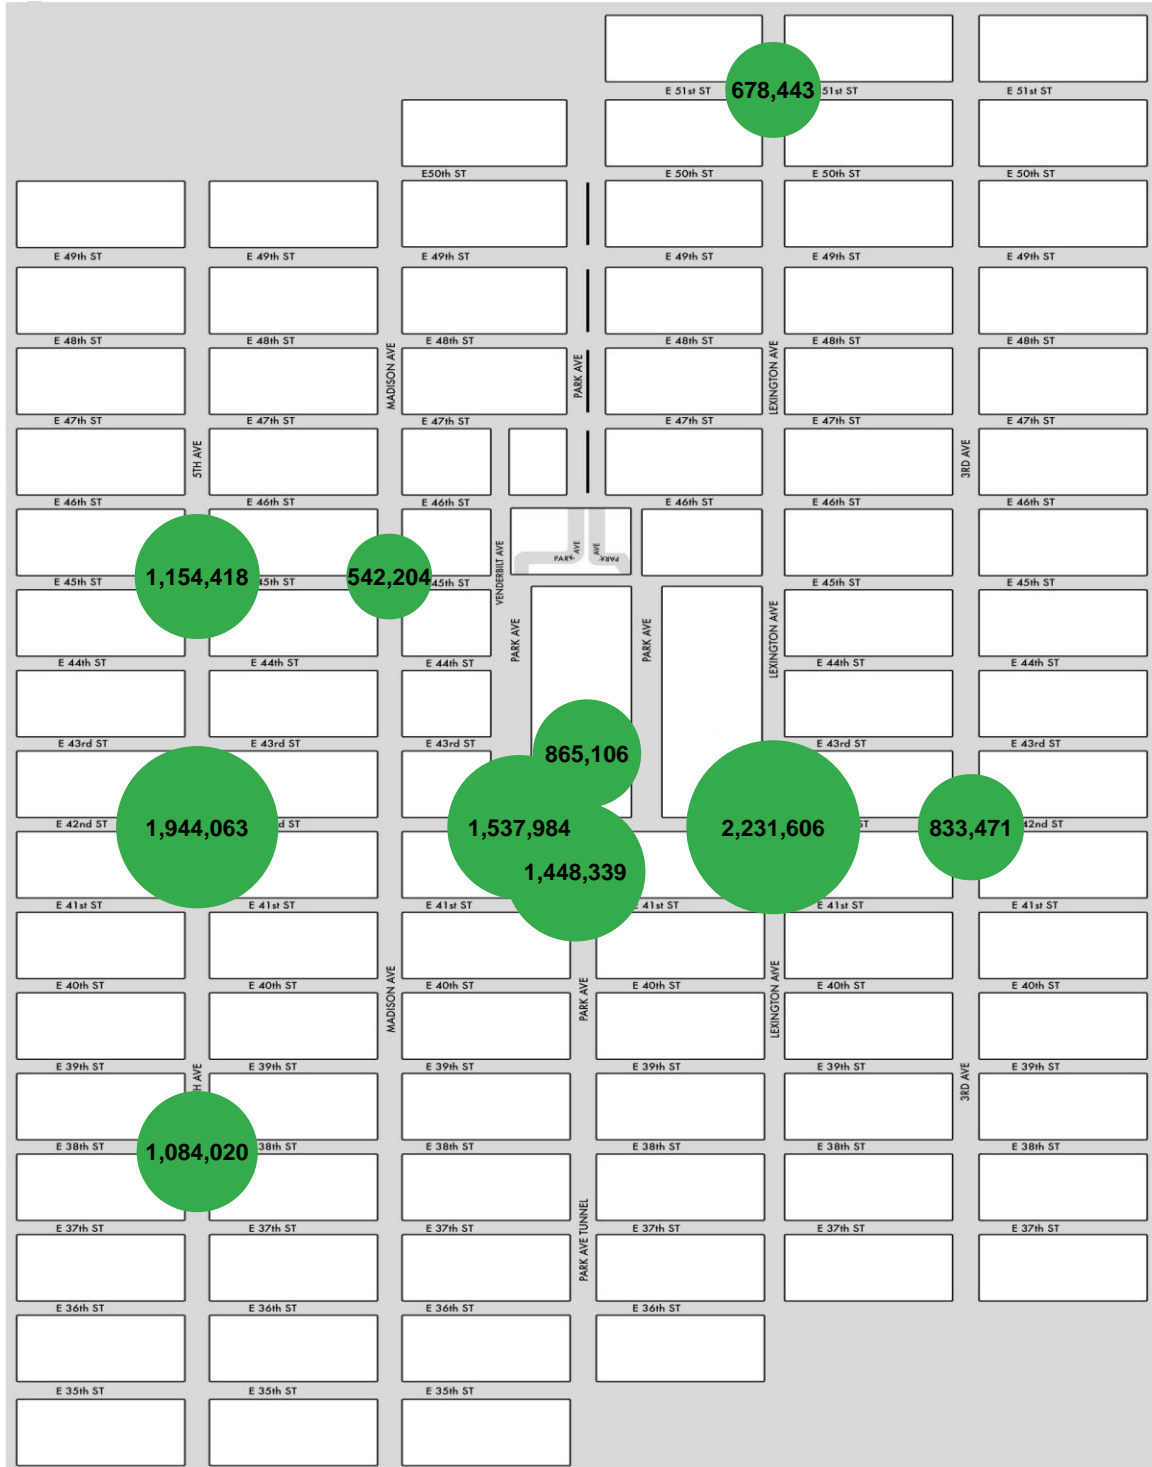 E 51st ST
678,443
51st ST
E 51st ST
E50th ST
E 50th ST
E 50th ST
E 50th ST
E 49th ST
E 49th ST
E 49th ST
E 49th ST
E 49th ST
E 49th ST
E 48th ST
E 48th ST
E 48th ST
E 48th ST
E 48th ST
E 48th ST
MADISON AVE
PARK AVE
LEXINGTON AVE
E 47th ST
E 47th ST
E 47th ST
E 47th ST
E 47th ST
E 47th ST
5TH AVE
3RD AVE
E 46th ST
E 46th ST
E 46th ST
E 46th ST
E 46th ST
E 46th ST
VENDERBILT AVE
PARK AVE
AVE PARK
1,154,418
542,204
E 45th ST
45th ST
45th ST
E 45th ST
E 45th ST
PARK AVE
PARK AVE
LEXINGTON AVE
E 44th ST
E 44th ST
E 44th ST
E 44th ST
E 44th ST
E 43rd ST
E 43rd ST
E 43rd ST
E 43rd ST
E 43rd ST
865,106
E 42nd ST
1,944,063
d ST
1,537,984
2,231,606
ST
833,471
42nd ST
1,448,339
E 41st ST
E 41st ST
E 41st ST
E 41st ST
E 41st ST
E 41st ST
MADISON AVE
PARK AVE
LEXINGTON AVE
E 40th ST
E 40th ST
E 40th ST
E 40th ST
E 40th ST
E 40th ST
E 39th ST
E 39th ST
E 39th ST
E 39th ST
E 39th ST
E 39th ST
H AVE
3RD AVE
E 38th ST
1,084,020
38th ST
E 38th ST
E 38th ST
E 38th ST
E 38th ST
E 37th ST
E 37th ST
E 37th ST
PARK AVE TUNNEL
E 37th ST
E 37th ST
E 37th ST
E 36th ST
E 36th ST
E 36th ST
E 36th ST
E 35th ST
E 35th ST
E 35th ST